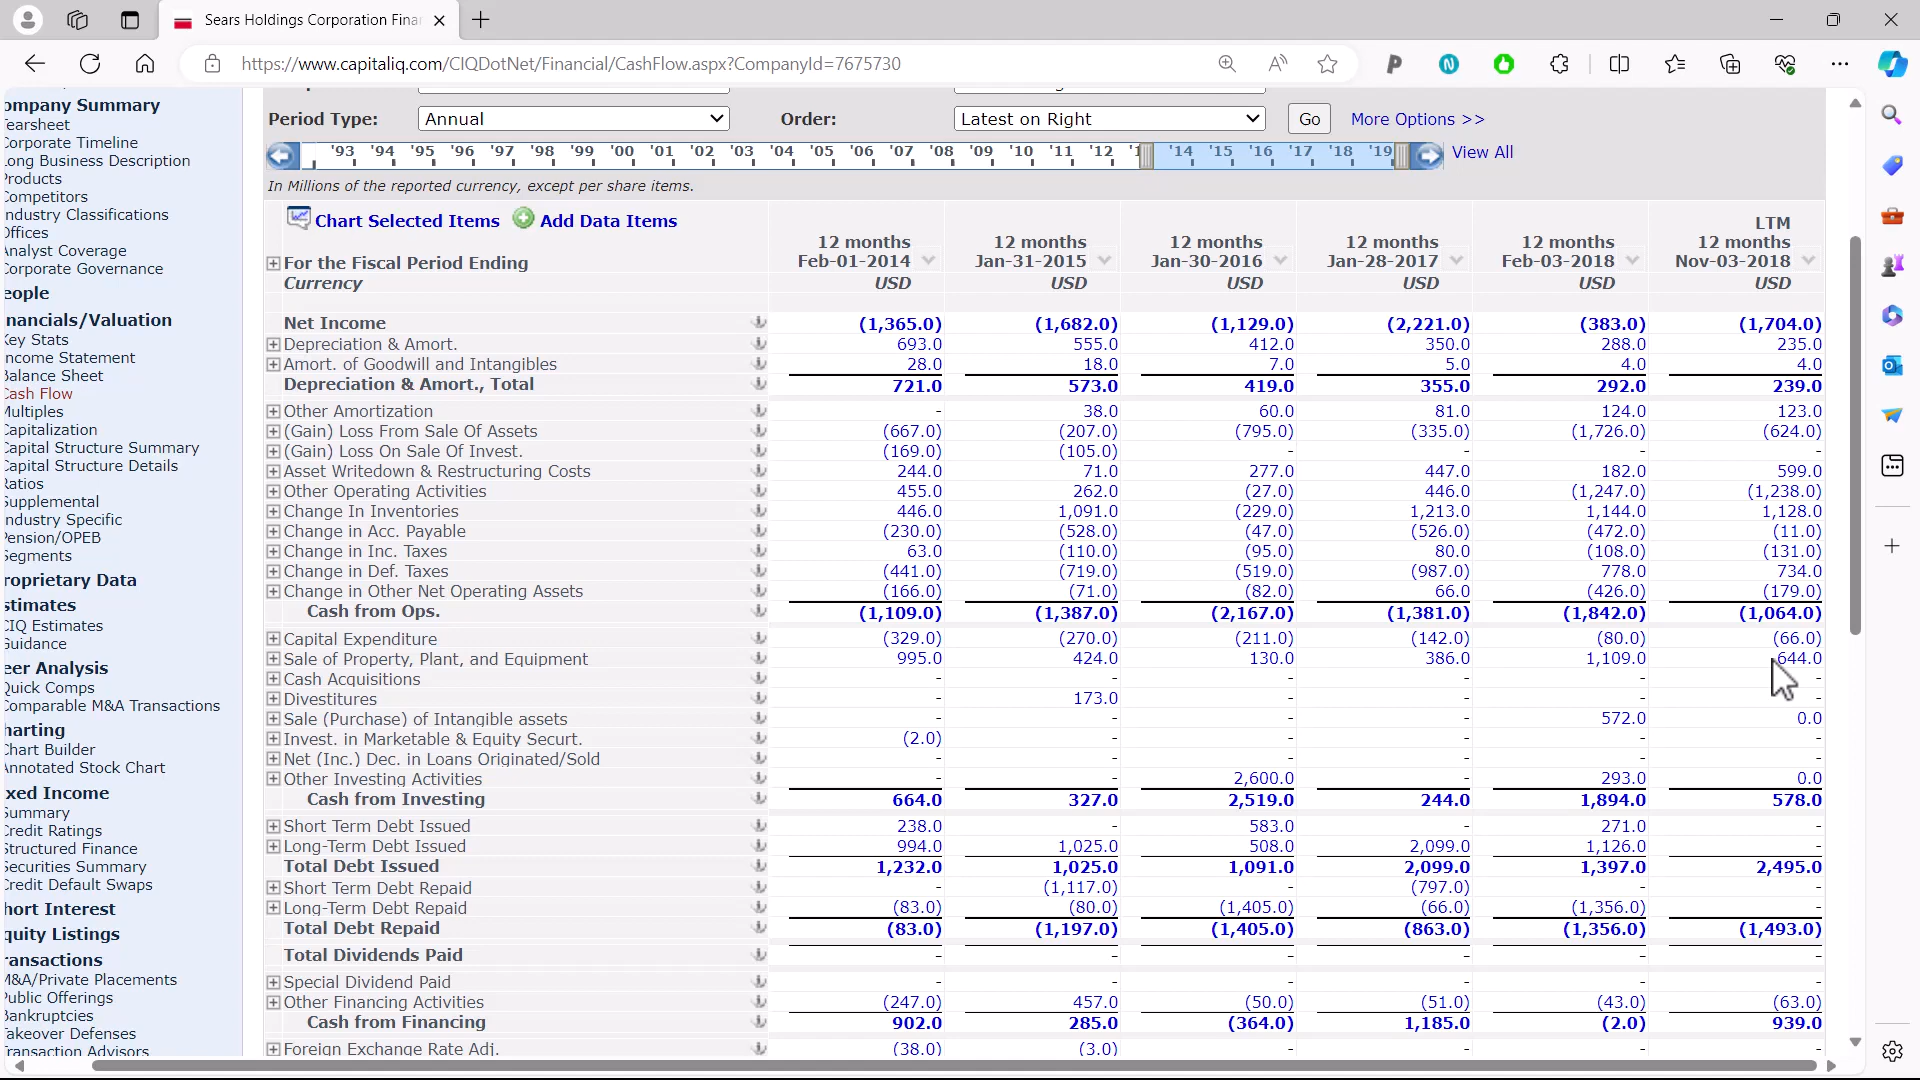 Sears Holdings Corporation Finan
https://www.capitaliq.com/CIQDotNet/Financial/CashFlow.aspx?CompanyId=7675730
Period Type: Annual Order: Latest on Right Go More Options >>
'93 '94 '95 '96 '97 '98 '99 '00 '01 '02 '03 '04 '05 '06 '07 '08 '09 '10 '11 '12 '1 '14 '15 '16 '17 '18 '19 View All
In Millions of the reported currency, except per share items.
Chart Selected Items Add Data Items
LTM
12 months 12 months 12 months 12 months 12 months 12 months
For the Fiscal Period Ending Feb-01-2014 Jan-31-2015 Jan-30-2016 Jan-28-2017 Feb-03-2018 Nov-03-2018
Currency USD USD USD USD USD USD
Net Income (1,365.0) (1,682.0) (1,129.0) (2,221.0) (383.0) (1,704.0)
Depreciation & Amort. 693.0 555.0 412.0 350.0 288.0 235.0
Amort. of Goodwill and Intangibles 28.0 18.0 7.0 5.0 4.0 4.0
Depreciation & Amort., Total 721.0 573.0 419.0 355.0 292.0 239.0
Other Amortization - 38.0 60.0 81.0 124.0 123.0
(Gain) Loss From Sale Of Assets (667.0) (207.0) (795.0) (335.0) (1,726.0) (624.0)
(Gain) Loss On Sale Of Invest. (169.0) (105.0) - - - -
Asset Writedown & Restructuring Costs 244.0 71.0 277.0 447.0 182.0 599.0
Other Operating Activities 455.0 262.0 (27.0) 446.0 (1,247.0) (1,238.0)
Change In Inventories 446.0 1,091.0 (229.0) 1,213.0 1,144.0 1,128.0
Change in Acc. Payable (230.0) (528.0) (47.0) (526.0) (472.0) (11.0)
Change in Inc. Taxes 63.0 (110.0) (95.0) 80.0 (108.0) (131.0)
Change in Def. Taxes (441.0) (719.0) (519.0) (987.0) 778.0 734.0
Change in Other Net Operating Assets (166.0) (71.0) (82.0) 66.0 (426.0) (179.0)
Cash from Ops. (1,109.0) (1,387.0) (2,167.0) (1,381.0) (1,842.0) (1,064.0)
Capital Expenditure (329.0) (270.0) (211.0) (142.0) (80.0) (66.0)
Sale of Property, Plant, and Equipment 995.0 424.0 130.0 386.0 1,109.0 644.0
Cash Acquisitions - - - - - -
Divestitures - 173.0 - - - -
Sale (Purchase) of Intangible assets - - - - 572.0 0.0
Invest. in Marketable & Equity Securt. (2.0) - - - - -
Net (Inc.) Dec. in Loans Originated/Sold - - - - - -
Other Investing Activities - - 2,600.0 - 293.0 0.0
Cash from Investing 664.0 327.0 2,519.0 244.0 1,894.0 578.0
Short Term Debt Issued 238.0 - 583.0 - 271.0 -
Long-Term Debt Issued 994.0 1,025.0 508.0 2,099.0 1,126.0 -
Total Debt Issued 1,232.0 1,025.0 1,091.0 2,099.0 1,397.0 2,495.0
Short Term Debt Repaid - (1,117.0) - (797.0) - -
Long-Term Debt Repaid (83.0) (80.0) (1,405.0) (66.0) (1,356.0) -
Total Debt Repaid (83.0) (1,197.0) (1,405.0) (863.0) (1,356.0) (1,493.0)
Total Dividends Paid - - - - - -
Special Dividend Paid - - - - - -
Other Financing Activities (247.0) 457.0 (50.0) (51.0) (43.0) (63.0)
Cash from Financing 902.0 285.0 (364.0) 1,185.0 (2.0) 939.0
Foreign Exchange Rate Adj. (38.0) (3.0) - - - -
ompany Summary
earsheet
orporate Timeline
ong Business Description
roducts
ompetitors
ndustry Classifications
ffices
nalyst Coverage
orporate Governance
eople
nancials/Valuation
ey Stats
ncome Statement
alance Sheet
ash Flow
ultiples
apitalization
apital Structure Summary
apital Structure Details
atios
upplemental
ndustry Specific
ension/OPEB
egments
roprietary Data
stimates
IQ Estimates
uidance
eer Analysis
uick Comps
omparable M&A Transactions
harting
hart Builder
nnotated Stock Chart
xed Income
ummary
redit Ratings
tructured Finance
ecurities Summary
redit Default Swaps
hort Interest
quity Listings
ransactions
&A/Private Placements
ublic Offerings
ankruptcies
akeover Defenses
ransaction Advisors